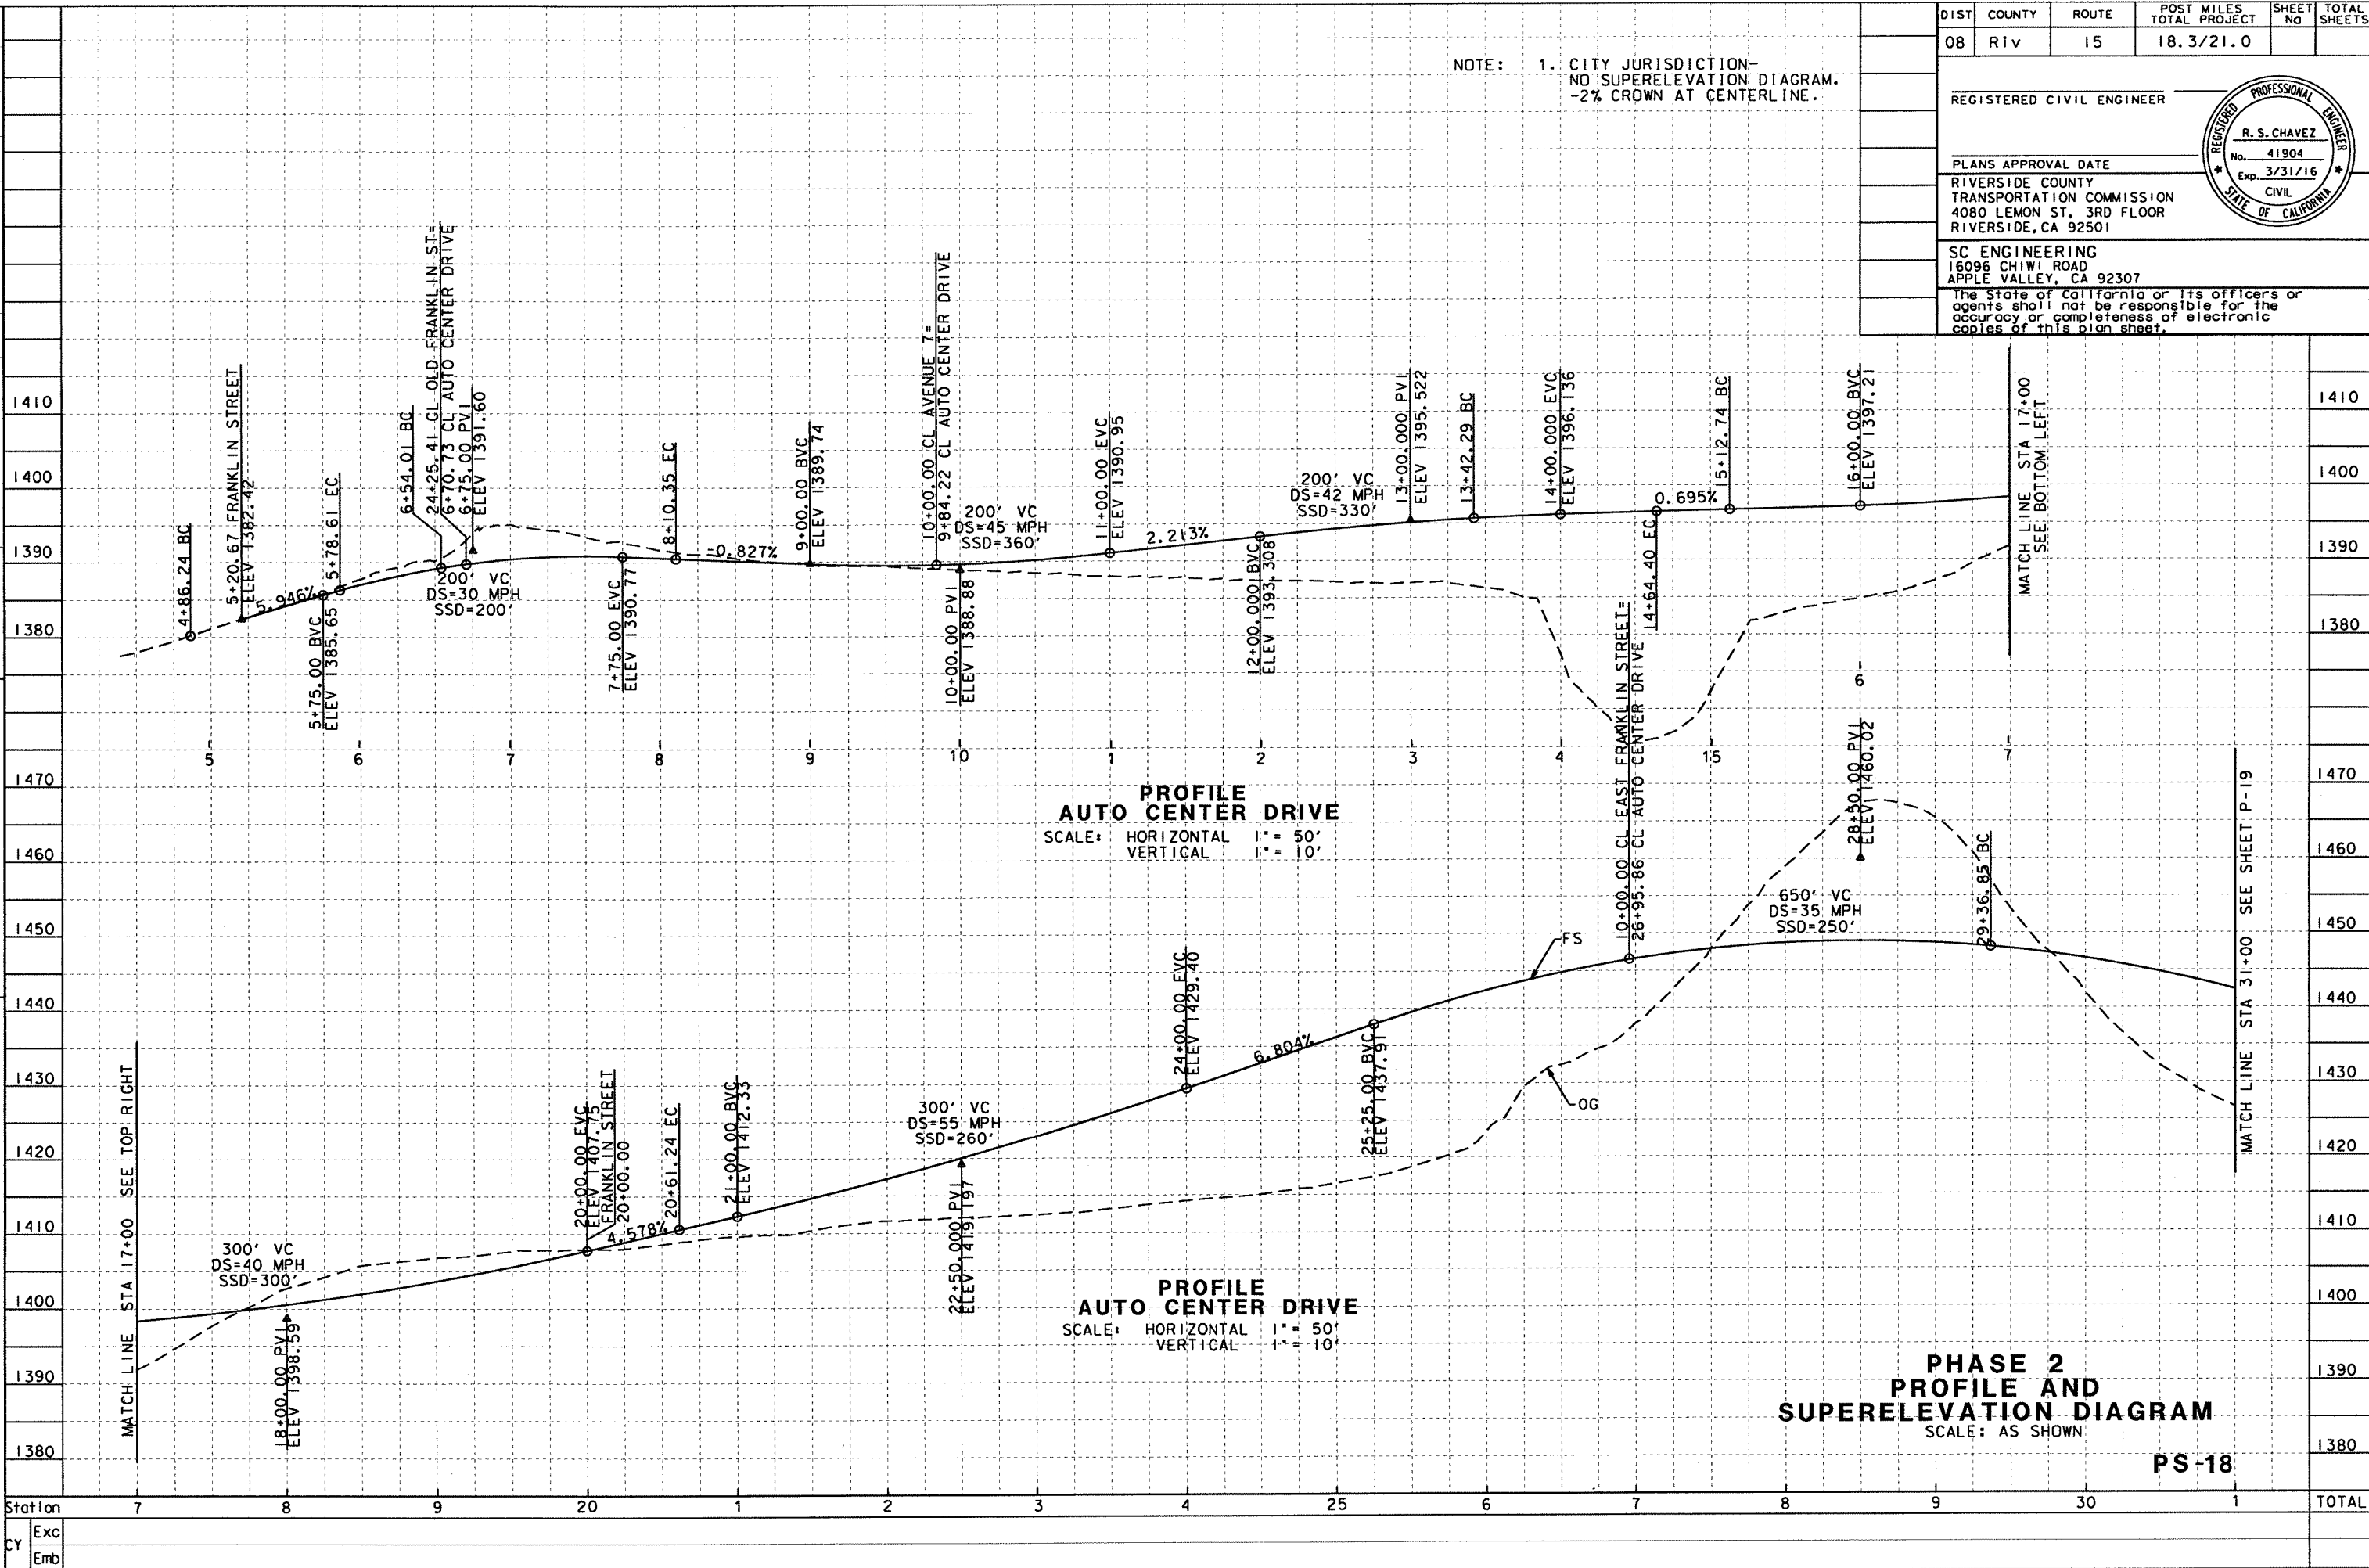 DIST COUNTY ROUTE POST MILES TOTAL PROJECT SHEET No TOTAL SHEETS
08 Riv 15 18.3/21.0
REGISTERED CIVIL ENGINEER
PLANS APPROVAL DATE
REGISTERED PROFESSIONAL ENGINEER
R. S. CHAVEZ
No. 41904
Exp. 3/31/16
CIVIL
STATE OF CALIFORNIA
RIVERSIDE COUNTY
TRANSPORTATION COMMISSION
4080 LEMON ST, 3RD FLOOR
RIVERSIDE, CA 92501
SC ENGINEERING
16096 CHIWI ROAD
APPLE VALLEY, CA 92307
The State of California or its officers or
agents shall not be responsible for the
accuracy or completeness of electronic
copies of this plan sheet.
NOTE: 1. CITY JURISDICTION-
NO SUPERELEVATION DIAGRAM.
-2% CROWN AT CENTERLINE.
1410
1400
1390
1380
4+86.24 BC
5+20.67 FRANKLIN STREET
ELEV 1382.42
5.946%
5+75.00 BVC
ELEV 1385.65
5+78.61 EC
6+54.01 BC
24+25.41 CL OLD FRANKLIN ST=
6+70.73 CL AUTO CENTER DRIVE
6+75.00 PVI
ELEV 1391.60
200' VC
DS=30 MPH
SSD=200'
7+75.00 EVC
ELEV 1390.77
8+10.35 EC
-0.827%
9+00.00 BVC
ELEV 1389.74
10+00.00 CL AVENUE 7=
9+84.22 CL AUTO CENTER DRIVE
10+00.00 PVI
ELEV 1388.88
200' VC
DS=45 MPH
SSD=360'
11+00.00 EVC
ELEV 1390.95
2.213%
12+00.000 BVC
ELEV 1393.308
200' VC
DS=42 MPH
SSD=330'
13+00.000 PVI
ELEV 1395.522
13+42.29 BC
14+00.000 EVC
ELEV 1396.136
0.695%
14+64.40 EC
15+12.74 BC
16+00.00 BVC
ELEV 1397.21
MATCH LINE STA 17+00
SEE BOTTOM LEFT
1410
1400
1390
1380
5 6 7 8 9 10 1 2 3 4 15 6 7
PROFILE
AUTO CENTER DRIVE
SCALE: HORIZONTAL 1"= 50'
VERTICAL 1"= 10'
1470
1460
1450
1440
1430
1420
1410
1400
1390
1380
MATCH LINE STA 17+00 SEE TOP RIGHT
300' VC
DS=40 MPH
SSD=300'
18+00.00 PVI
ELEV 1398.59
20+00.00 EVC
ELEV 1407.75
FRANKLIN STREET
20+00.00
4.578%
20+61.24 EC
21+00.00 BVC
ELEV 1412.33
300' VC
DS=55 MPH
SSD=260'
22+50.000 PVI
ELEV 1419.197
24+00.00 EVC
ELEV 1429.40
6.804%
25+25.00 BVC
ELEV 1437.91
FS
OG
10+00.00 CL EAST FRANKLIN STREET=
26+95.86 CL AUTO CENTER DRIVE
650' VC
DS=35 MPH
SSD=250'
28+50.00 PVI
ELEV 1460.02
29+36.85 BC
MATCH LINE STA 31+00 SEE SHEET P-19
1470
1460
1450
1440
1430
1420
1410
1400
1390
1380
PROFILE
AUTO CENTER DRIVE
SCALE: HORIZONTAL 1"= 50'
VERTICAL 1"= 10'
PHASE 2
PROFILE AND
SUPERELEVATION DIAGRAM
SCALE: AS SHOWN
PS-18
Station 7 8 9 20 1 2 3 4 25 6 7 8 9 30 1 TOTAL
CY Exc
Emb